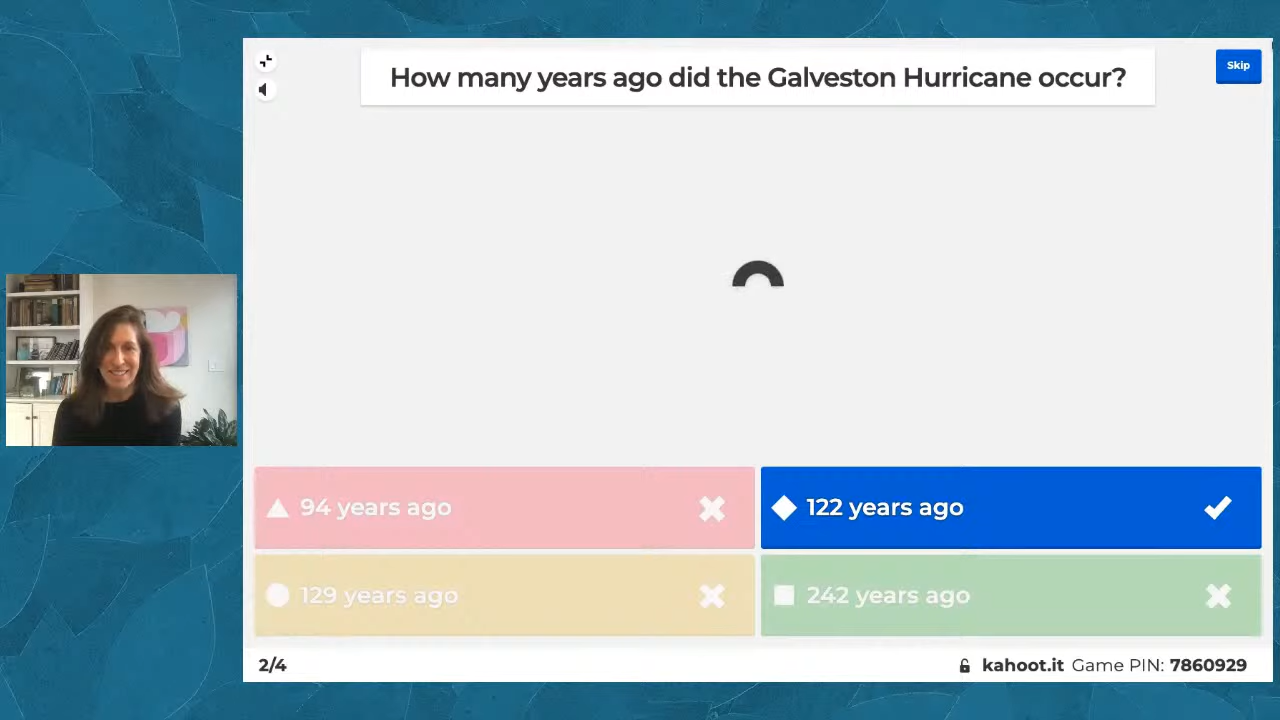 How many years ago did the Galveston Hurricane occur?
Skip
94 years ago
122 years ago
129 years ago
242 years ago
2/4
kahoot.it Game PIN: 7860929